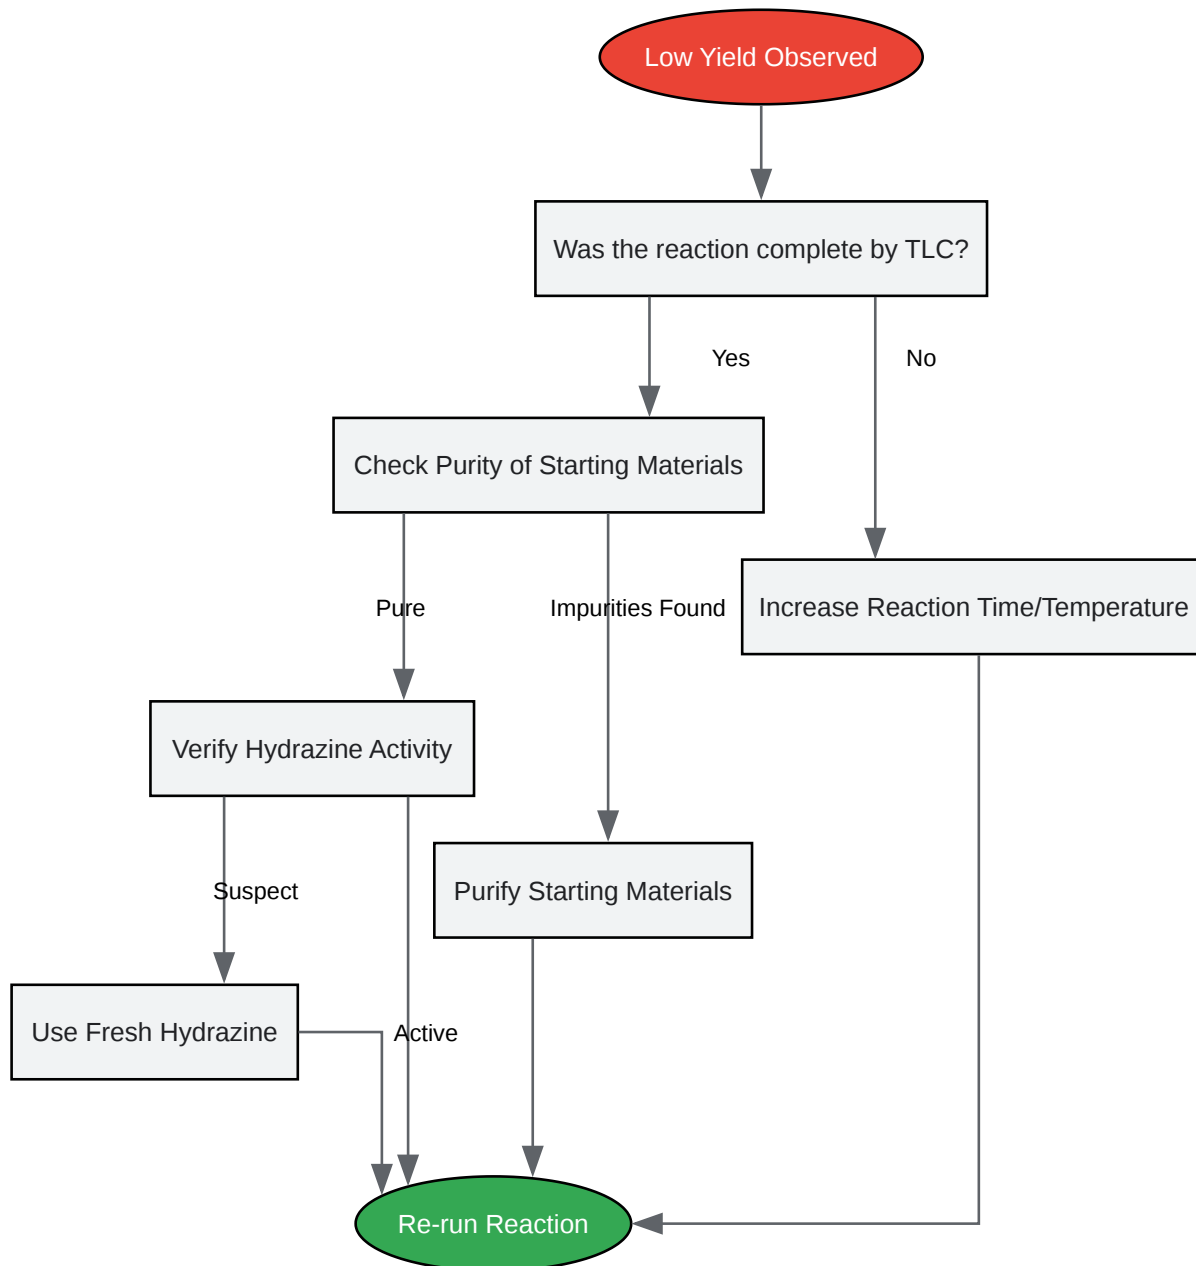 Low Yield Observed
Was the reaction complete by TLC?
Yes
No
Check Purity of Starting Materials
Pure
Impurities Found
Increase Reaction Time/Temperature
Verify Hydrazine Activity
Suspect
Purify Starting Materials
Use Fresh Hydrazine
Active
Re-run Reaction